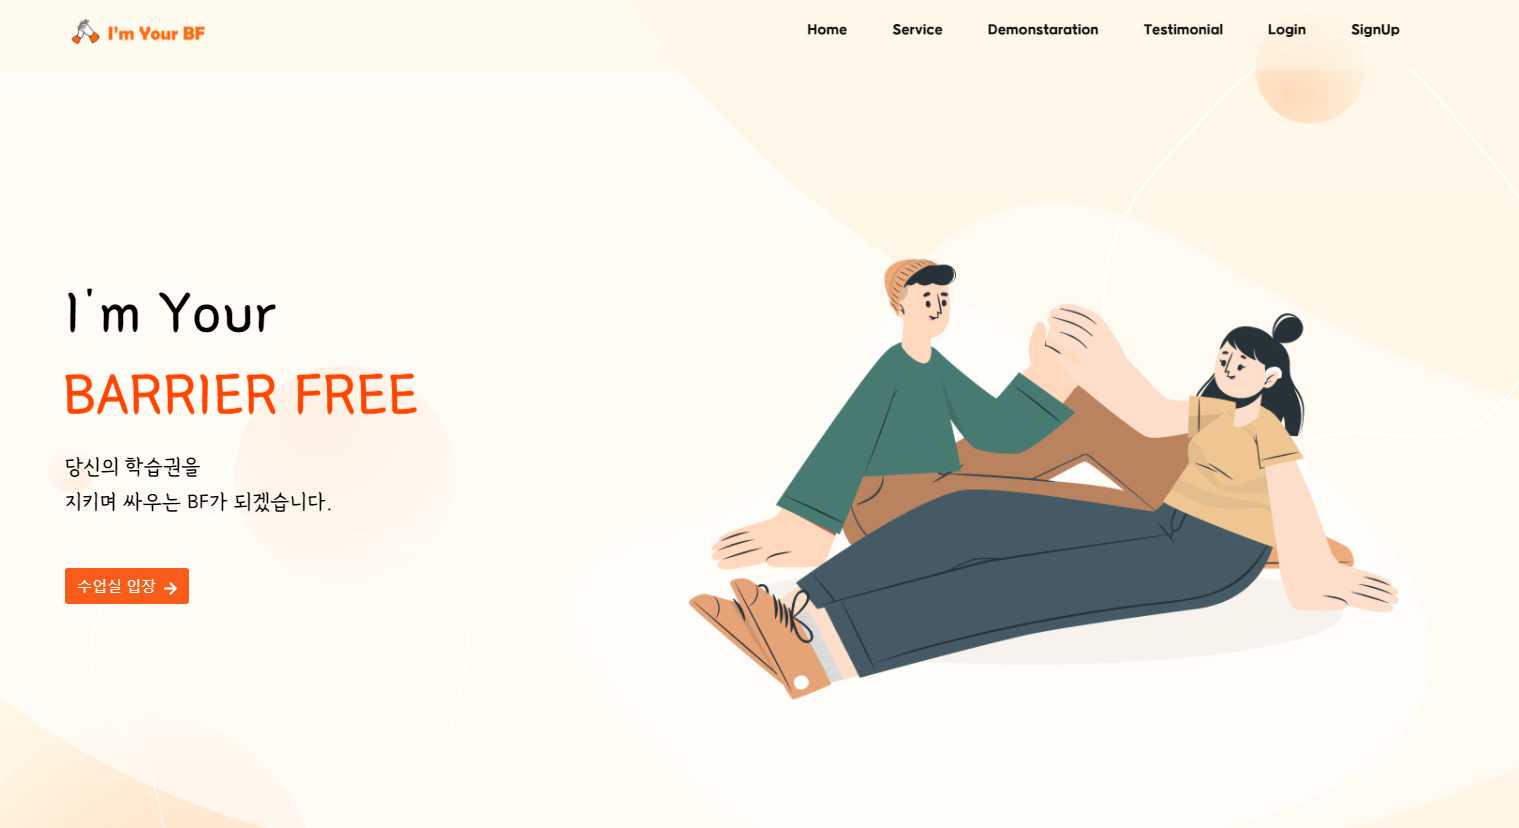 I'm Your BF
Home Service Demonstaration Testimonial Login SignUp
I'm Your
BARRIER FREE
당신의 학습권을
지키며 싸우는 BF가 되겠습니다.
수업실 입장 →